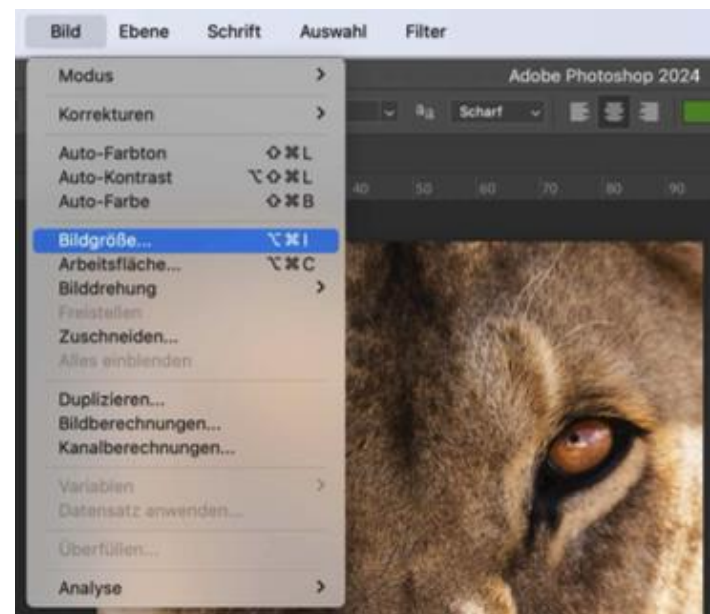 Bild Ebene Schrift Auswahl Filter
Adobe Photoshop 2024
Modus >
Korrekturen >
Scharf
Auto-Farbton ⇧⌘L
Auto-Kontrast ⌥⇧⌘L
Auto-Farbe ⇧⌘B
40 50 60 70 80 90
Bildgröße... ⌥⌘I
Arbeitsfläche... ⌥⌘C
Bilddrehung >
Freistellen
Zuschneiden...
Alles einblenden
Duplizieren...
Bildberechnungen...
Kanalberechnungen...
Variablen >
Datensatz anwenden...
Überfüllen...
Analyse >